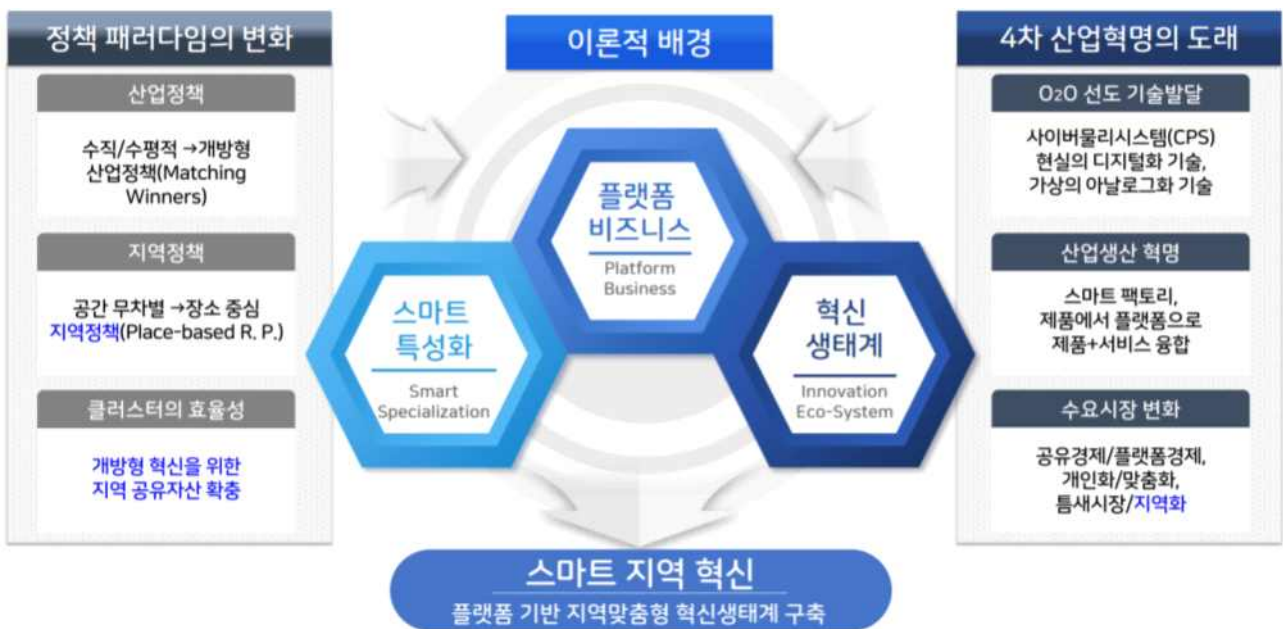 정책 패러다임의 변화
산업정책
수직/수평적 →개방형
산업정책(Matching
Winners)
지역정책
공간 무차별 →장소 중심
지역정책(Place-based R. P.)
클러스터의 효율성
개방형 혁신을 위한
지역 공유자산 확충
이론적 배경
플랫폼
비즈니스
Platform
Business
스마트
특성화
Smart
Specialization
혁신
생태계
Innovation
Eco-System
4차 산업혁명의 도래
O2O 선도 기술발달
사이버물리시스템(CPS)
현실의 디지털화 기술,
가상의 아날로그화 기술
산업생산 혁명
스마트 팩토리,
제품에서 플랫폼으로
제품+서비스 융합
수요시장 변화
공유경제/플랫폼경제,
개인화/맞춤화,
틈새시장/지역화
스마트 지역 혁신
플랫폼 기반 지역맞춤형 혁신생태계 구축